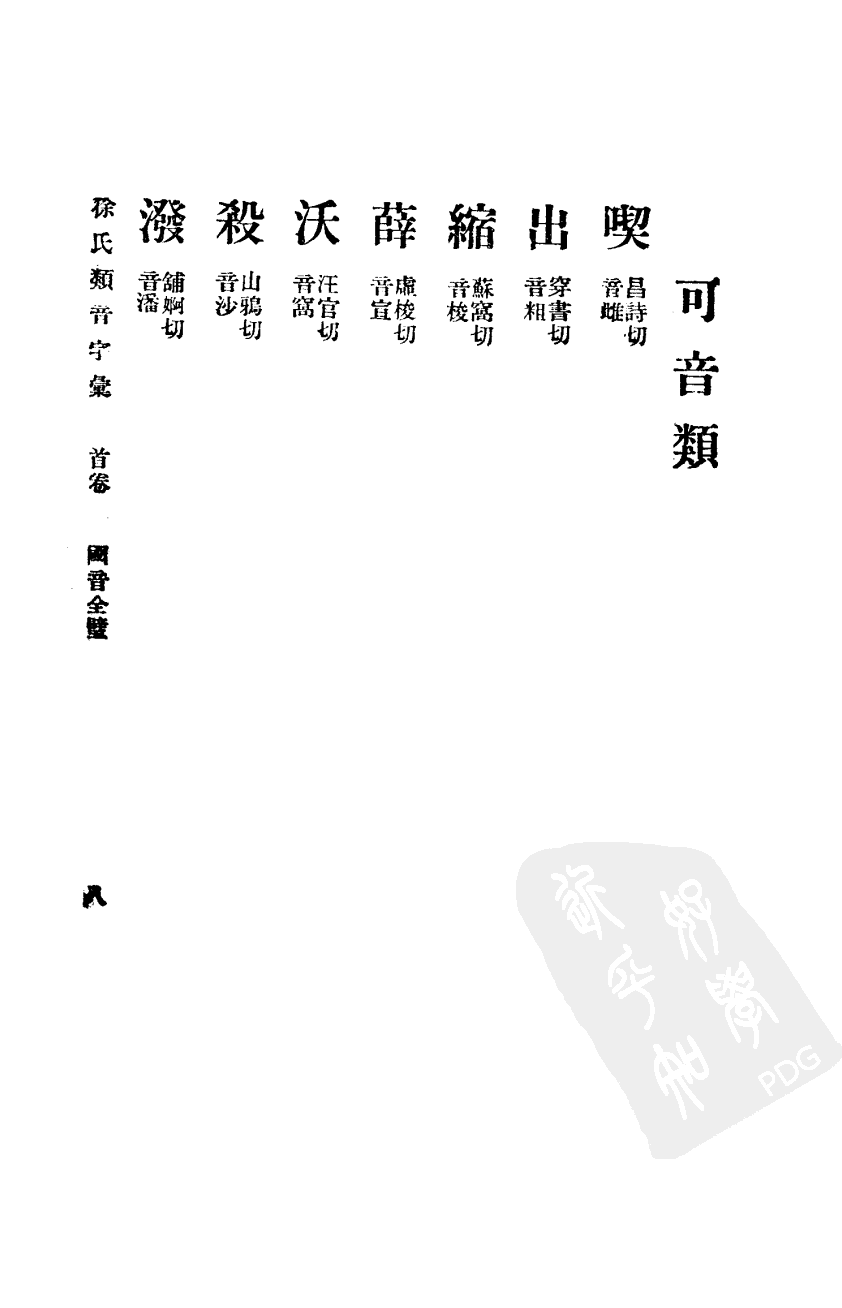 可音類
喫 昌詩切 音雌
出 穿書切 音粗
縮 蘇窩切 音梭
薛 虛梭切 音宣
沃 汪官切 音窩
殺 山鴉切 音沙
潑 舖婀切 音潘
徐氏類音字彙 首卷 國音全璧 八
PDG